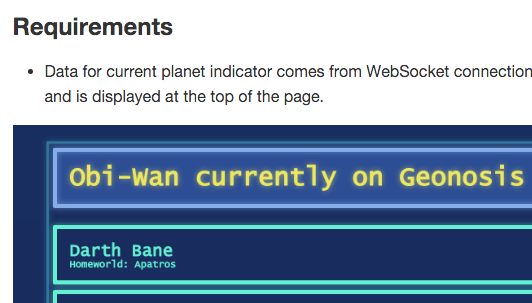 Requirements
• Data for current planet indicator comes from WebSocket connection
and is displayed at the top of the page.
Obi-Wan currently on Geonosis
Darth Bane
Homeworld: Apatros